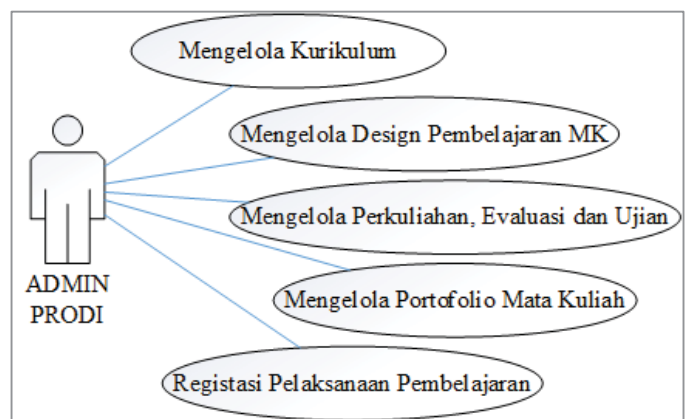 Mengelola Kurikulum
Mengelola Design Pembelajaran MK
Mengelola Perkuliahan, Evaluasi dan Ujian
Mengelola Portofolio Mata Kuliah
Registasi Pelaksanaan Pembelajaran
ADMIN
PRODI